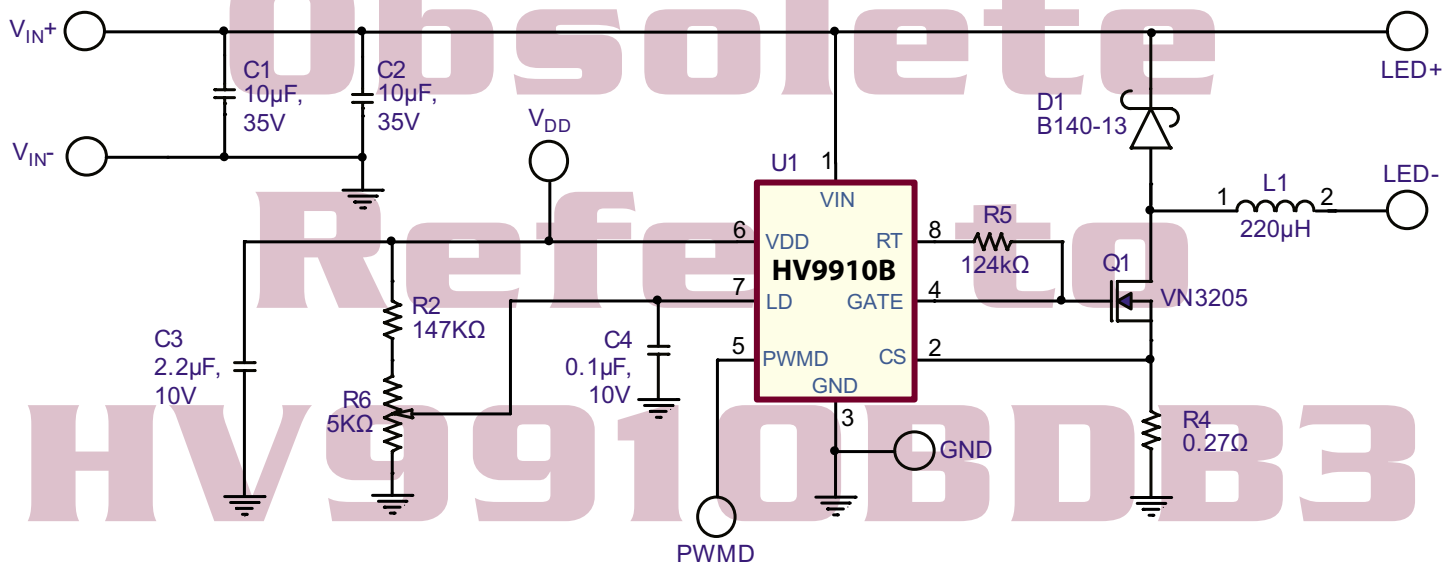 Obsolete
Refer to
HV9910BDB3
V_IN+
V_IN-
C1
10µF,
35V
C2
10µF,
35V
V_DD
C3
2.2µF,
10V
R2
147KΩ
R6
5KΩ
C4
0.1µF,
10V
U1
1
VIN
6
VDD
RT
8
HV9910B
7
LD
GATE
4
5
PWMD
CS
2
GND
3
GND
PWMD
R5
124kΩ
Q1
VN3205
D1
B140-13
1
L1
2
220µH
LED+
LED-
R4
0.27Ω